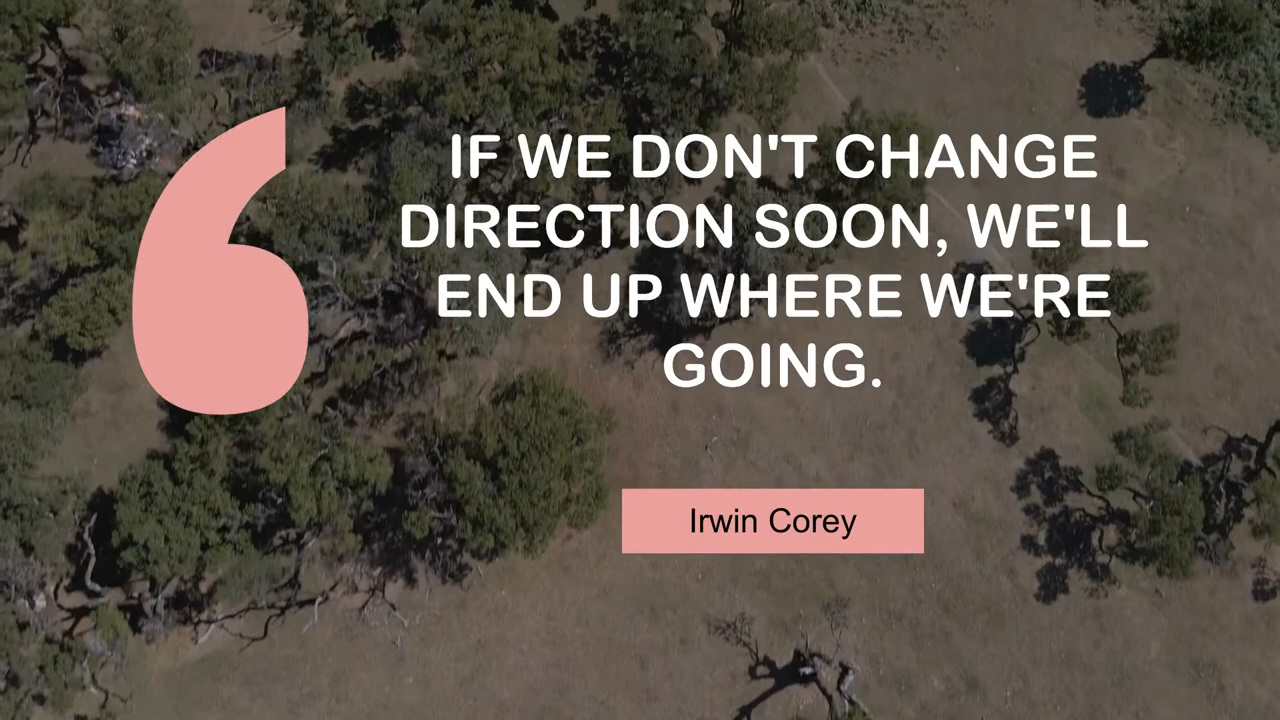 IF WE DON'T CHANGE
DIRECTION SOON, WE'LL
END UP WHERE WE'RE
GOING.
Irwin Corey